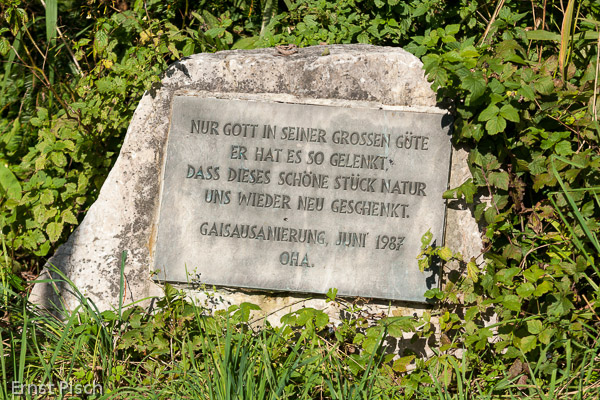 NUR GOTT IN SEINER GROSSEN GÜTE
ER HAT ES SO GELENKT,
DASS DIESES SCHÖNE STÜCK NATUR
UNS WIEDER NEU GESCHENKT.
GAISAUSANIERUNG, JUNI 1987
OHA.
Ernst Pisch